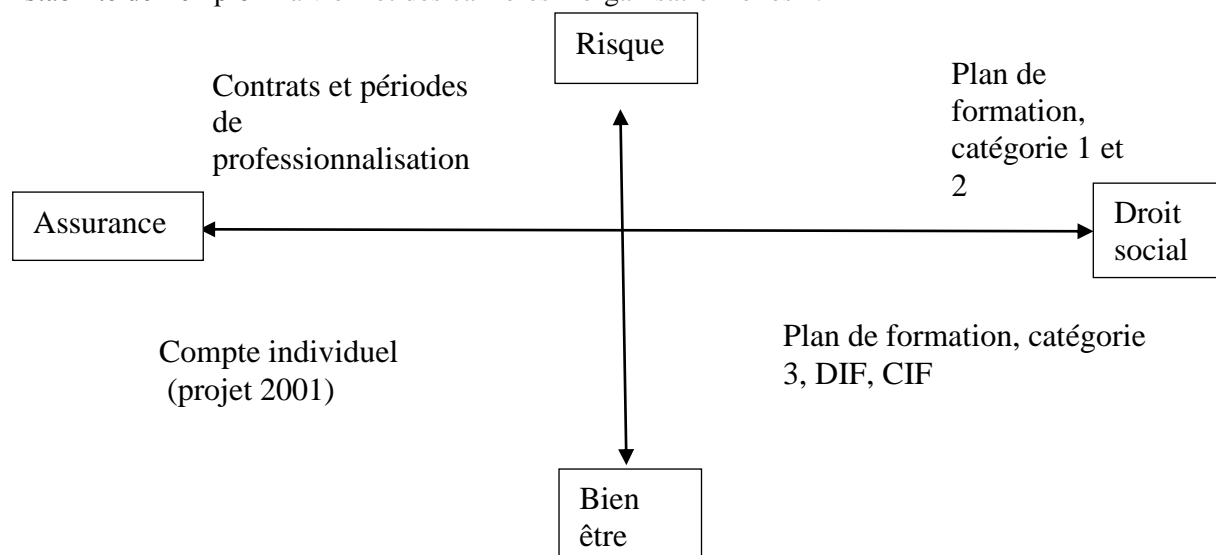 Risque
Contrats et périodes
de
professionnalisation
Plan de
formation,
catégorie 1 et
2
Assurance
Droit
social
Compte individuel
(projet 2001)
Plan de formation, catégorie
3, DIF, CIF
Bien
être